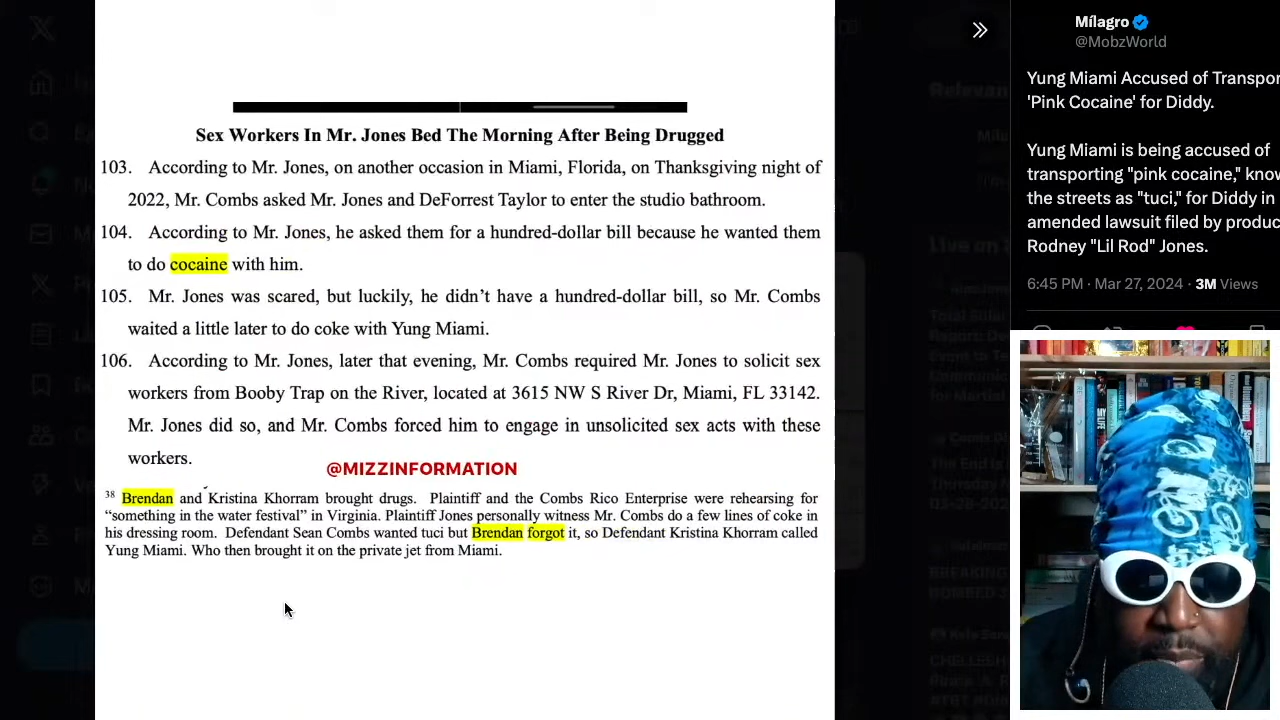 Sex Workers In Mr. Jones Bed The Morning After Being Drugged
103. According to Mr. Jones, on another occasion in Miami, Florida, on Thanksgiving night of
2022, Mr. Combs asked Mr. Jones and DeForrest Taylor to enter the studio bathroom.
104. According to Mr. Jones, he asked them for a hundred-dollar bill because he wanted them
to do cocaine with him.
105. Mr. Jones was scared, but luckily, he didn’t have a hundred-dollar bill, so Mr. Combs
waited a little later to do coke with Yung Miami.
106. According to Mr. Jones, later that evening, Mr. Combs required Mr. Jones to solicit sex
workers from Booby Trap on the River, located at 3615 NW S River Dr, Miami, FL 33142.
Mr. Jones did so, and Mr. Combs forced him to engage in unsolicited sex acts with these
workers.
@MIZZINFORMATION
38 Brendan and Kristina Khorram brought drugs. Plaintiff and the Combs Rico Enterprise were rehearsing for
“something in the water festival” in Virginia. Plaintiff Jones personally witness Mr. Combs do a few lines of coke in
his dressing room. Defendant Sean Combs wanted tuci but Brendan forgot it, so Defendant Kristina Khorram called
Yung Miami. Who then brought it on the private jet from Miami.
Mílagro
@MobzWorld
Yung Miami Accused of Transpor
'Pink Cocaine' for Diddy.
Yung Miami is being accused of
transporting "pink cocaine," know
the streets as "tuci," for Diddy in
amended lawsuit filed by produc
Rodney "Lil Rod" Jones.
6:45 PM · Mar 27, 2024 · 3M Views